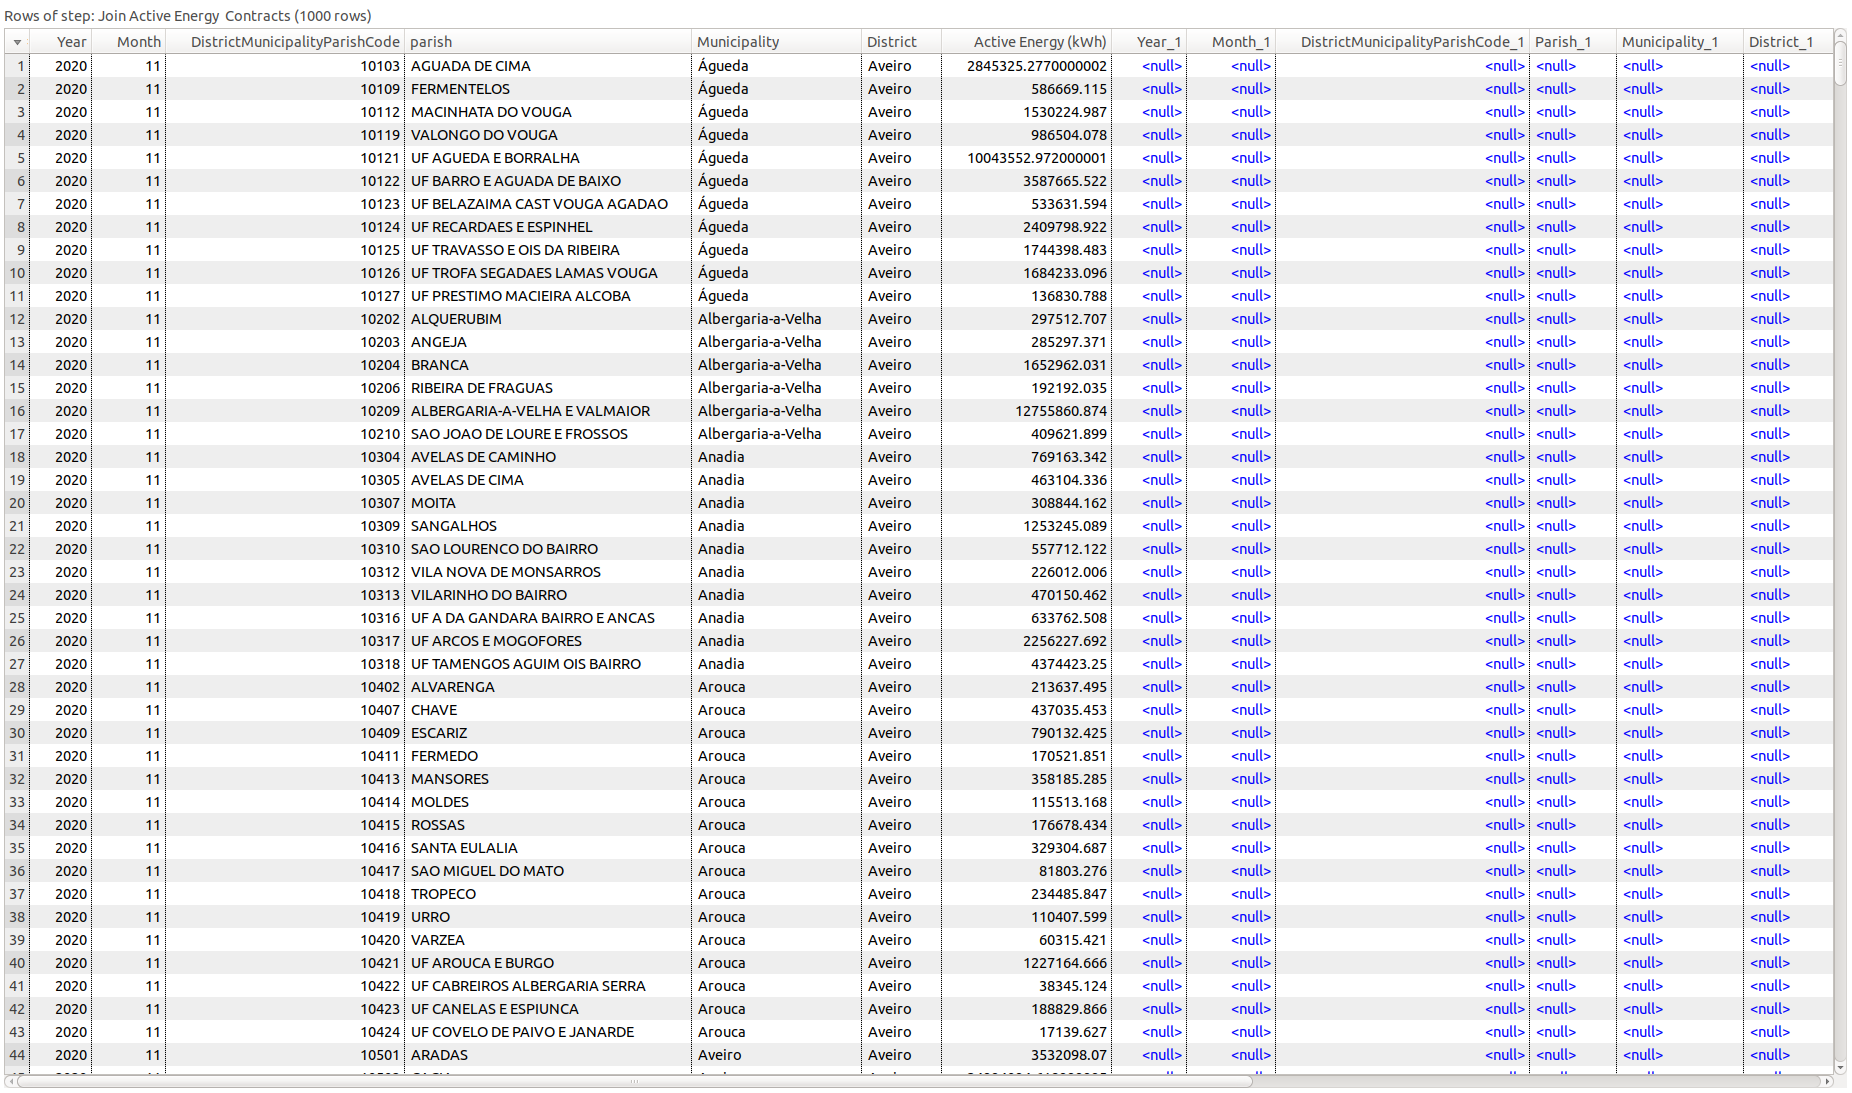 Rows of step: Join Active Energy  Contracts (1000 rows)
Year Month DistrictMunicipalityParishCode parish Municipality District Active Energy (kWh) Year_1 Month_1 DistrictMunicipalityParishCode_1 Parish_1 Municipality_1 District_1
1 2020 11 10103 AGUADA DE CIMA Águeda Aveiro 2845325.2770000002 <null> <null> <null> <null> <null> <null>
2 2020 11 10109 FERMENTELOS Águeda Aveiro 586669.115 <null> <null> <null> <null> <null> <null>
3 2020 11 10112 MACINHATA DO VOUGA Águeda Aveiro 1530224.987 <null> <null> <null> <null> <null> <null>
4 2020 11 10119 VALONGO DO VOUGA Águeda Aveiro 986504.078 <null> <null> <null> <null> <null> <null>
5 2020 11 10121 UF AGUEDA E BORRALHA Águeda Aveiro 10043552.972000001 <null> <null> <null> <null> <null> <null>
6 2020 11 10122 UF BARRO E AGUADA DE BAIXO Águeda Aveiro 3587665.522 <null> <null> <null> <null> <null> <null>
7 2020 11 10123 UF BELAZAIMA CAST VOUGA AGADAO Águeda Aveiro 533631.594 <null> <null> <null> <null> <null> <null>
8 2020 11 10124 UF RECARDAES E ESPINHEL Águeda Aveiro 2409798.922 <null> <null> <null> <null> <null> <null>
9 2020 11 10125 UF TRAVASSO E OIS DA RIBEIRA Águeda Aveiro 1744398.483 <null> <null> <null> <null> <null> <null>
10 2020 11 10126 UF TROFA SEGADAES LAMAS VOUGA Águeda Aveiro 1684233.096 <null> <null> <null> <null> <null> <null>
11 2020 11 10127 UF PRESTIMO MACIEIRA ALCOBA Águeda Aveiro 136830.788 <null> <null> <null> <null> <null> <null>
12 2020 11 10202 ALQUERUBIM Albergaria-a-Velha Aveiro 297512.707 <null> <null> <null> <null> <null> <null>
13 2020 11 10203 ANGEJA Albergaria-a-Velha Aveiro 285297.371 <null> <null> <null> <null> <null> <null>
14 2020 11 10204 BRANCA Albergaria-a-Velha Aveiro 1652962.031 <null> <null> <null> <null> <null> <null>
15 2020 11 10206 RIBEIRA DE FRAGUAS Albergaria-a-Velha Aveiro 192192.035 <null> <null> <null> <null> <null> <null>
16 2020 11 10209 ALBERGARIA-A-VELHA E VALMAIOR Albergaria-a-Velha Aveiro 12755860.874 <null> <null> <null> <null> <null> <null>
17 2020 11 10210 SAO JOAO DE LOURE E FROSSOS Albergaria-a-Velha Aveiro 409621.899 <null> <null> <null> <null> <null> <null>
18 2020 11 10304 AVELAS DE CAMINHO Anadia Aveiro 769163.342 <null> <null> <null> <null> <null> <null>
19 2020 11 10305 AVELAS DE CIMA Anadia Aveiro 463104.336 <null> <null> <null> <null> <null> <null>
20 2020 11 10307 MOITA Anadia Aveiro 308844.162 <null> <null> <null> <null> <null> <null>
21 2020 11 10309 SANGALHOS Anadia Aveiro 1253245.089 <null> <null> <null> <null> <null> <null>
22 2020 11 10310 SAO LOURENCO DO BAIRRO Anadia Aveiro 557712.122 <null> <null> <null> <null> <null> <null>
23 2020 11 10312 VILA NOVA DE MONSARROS Anadia Aveiro 226012.006 <null> <null> <null> <null> <null> <null>
24 2020 11 10313 VILARINHO DO BAIRRO Anadia Aveiro 470150.462 <null> <null> <null> <null> <null> <null>
25 2020 11 10316 UF A DA GANDARA BAIRRO E ANCAS Anadia Aveiro 633762.508 <null> <null> <null> <null> <null> <null>
26 2020 11 10317 UF ARCOS E MOGOFORES Anadia Aveiro 2256227.692 <null> <null> <null> <null> <null> <null>
27 2020 11 10318 UF TAMENGOS AGUIM OIS BAIRRO Anadia Aveiro 4374423.25 <null> <null> <null> <null> <null> <null>
28 2020 11 10402 ALVARENGA Arouca Aveiro 213637.495 <null> <null> <null> <null> <null> <null>
29 2020 11 10407 CHAVE Arouca Aveiro 437035.453 <null> <null> <null> <null> <null> <null>
30 2020 11 10409 ESCARIZ Arouca Aveiro 790132.425 <null> <null> <null> <null> <null> <null>
31 2020 11 10411 FERMEDO Arouca Aveiro 170521.851 <null> <null> <null> <null> <null> <null>
32 2020 11 10413 MANSORES Arouca Aveiro 358185.285 <null> <null> <null> <null> <null> <null>
33 2020 11 10414 MOLDES Arouca Aveiro 115513.168 <null> <null> <null> <null> <null> <null>
34 2020 11 10415 ROSSAS Arouca Aveiro 176678.434 <null> <null> <null> <null> <null> <null>
35 2020 11 10416 SANTA EULALIA Arouca Aveiro 329304.687 <null> <null> <null> <null> <null> <null>
36 2020 11 10417 SAO MIGUEL DO MATO Arouca Aveiro 81803.276 <null> <null> <null> <null> <null> <null>
37 2020 11 10418 TROPECO Arouca Aveiro 234485.847 <null> <null> <null> <null> <null> <null>
38 2020 11 10419 URRO Arouca Aveiro 110407.599 <null> <null> <null> <null> <null> <null>
39 2020 11 10420 VARZEA Arouca Aveiro 60315.421 <null> <null> <null> <null> <null> <null>
40 2020 11 10421 UF AROUCA E BURGO Arouca Aveiro 1227164.666 <null> <null> <null> <null> <null> <null>
41 2020 11 10422 UF CABREIROS ALBERGARIA SERRA Arouca Aveiro 38345.124 <null> <null> <null> <null> <null> <null>
42 2020 11 10423 UF CANELAS E ESPIUNCA Arouca Aveiro 188829.866 <null> <null> <null> <null> <null> <null>
43 2020 11 10424 UF COVELO DE PAIVO E JANARDE Arouca Aveiro 17139.627 <null> <null> <null> <null> <null> <null>
44 2020 11 10501 ARADAS Aveiro Aveiro 3532098.07 <null> <null> <null> <null> <null> <null>